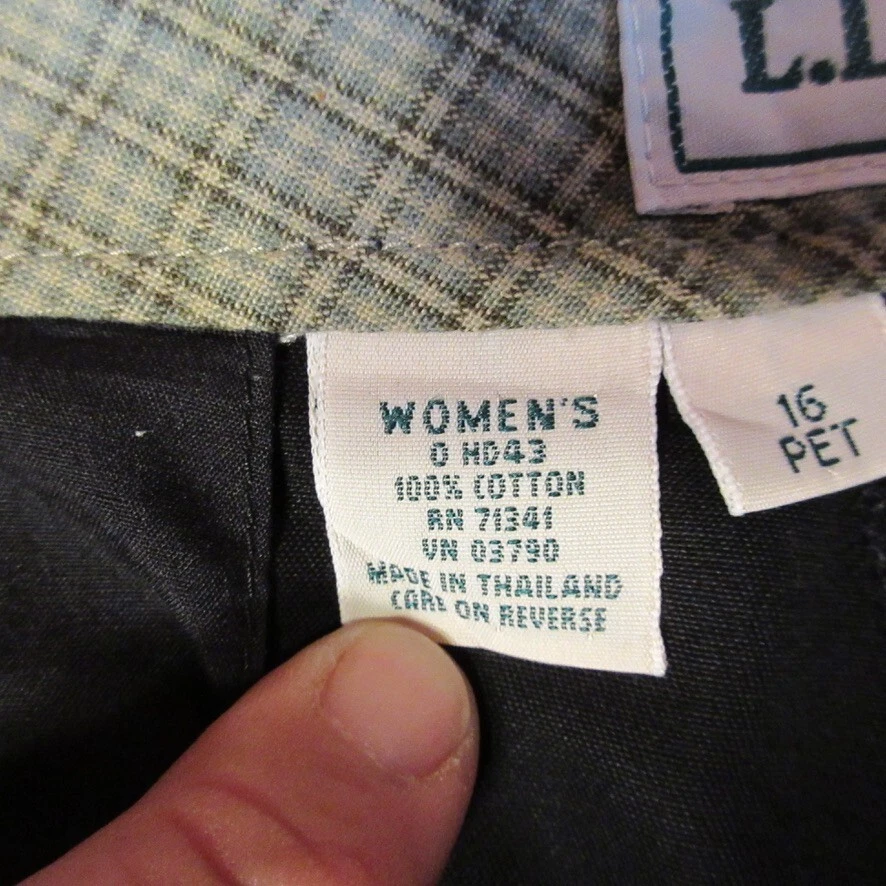 L.L
WOMEN'S
0 HD43
100% COTTON
RN 71341
VN 03790
MADE IN THAILAND
CARE ON REVERSE
16
PET